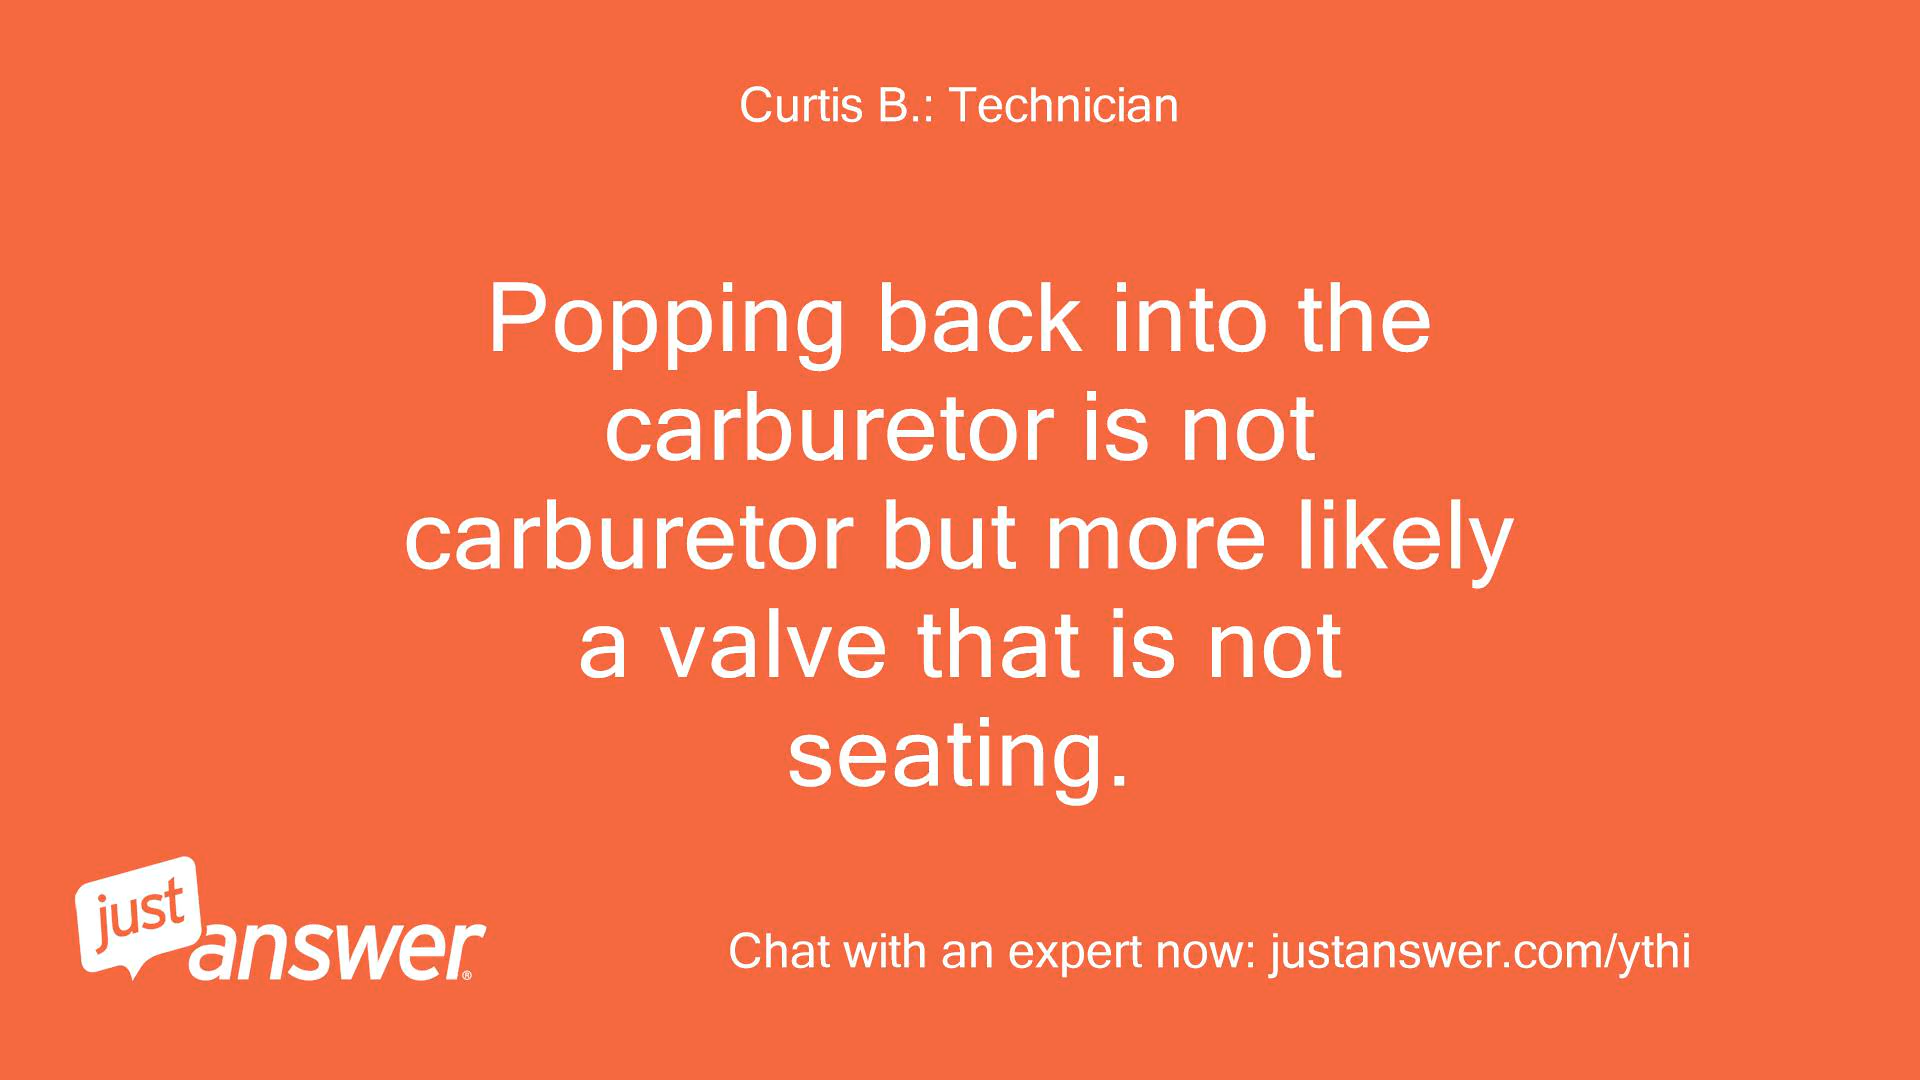 Curtis B.: Technician
Popping back into the
carburetor is not
carburetor but more likely
a valve that is not
seating.
just
answer®
Chat with an expert now: justanswer.com/ythi